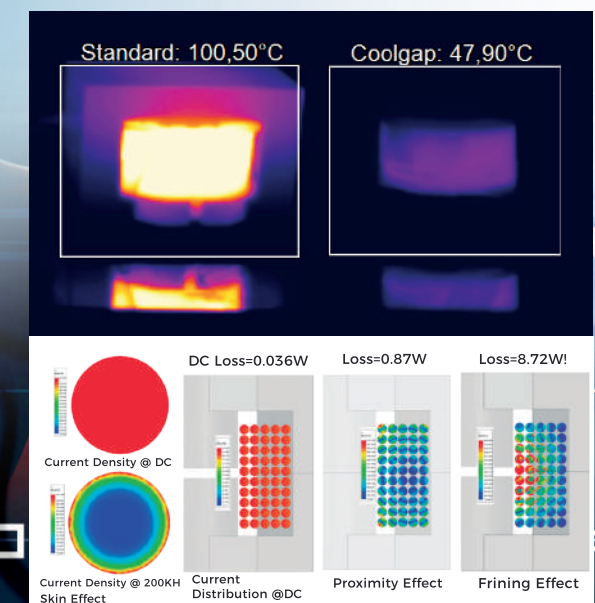 Standard: 100,50°C
Coolgap: 47,90°C
DC Loss=0.036W
Loss=0.87W
Loss=8.72W!
Current Density @ DC
Current Density @ 200KH
Skin Effect
Current
Distribution @DC
Proximity Effect
Frining Effect